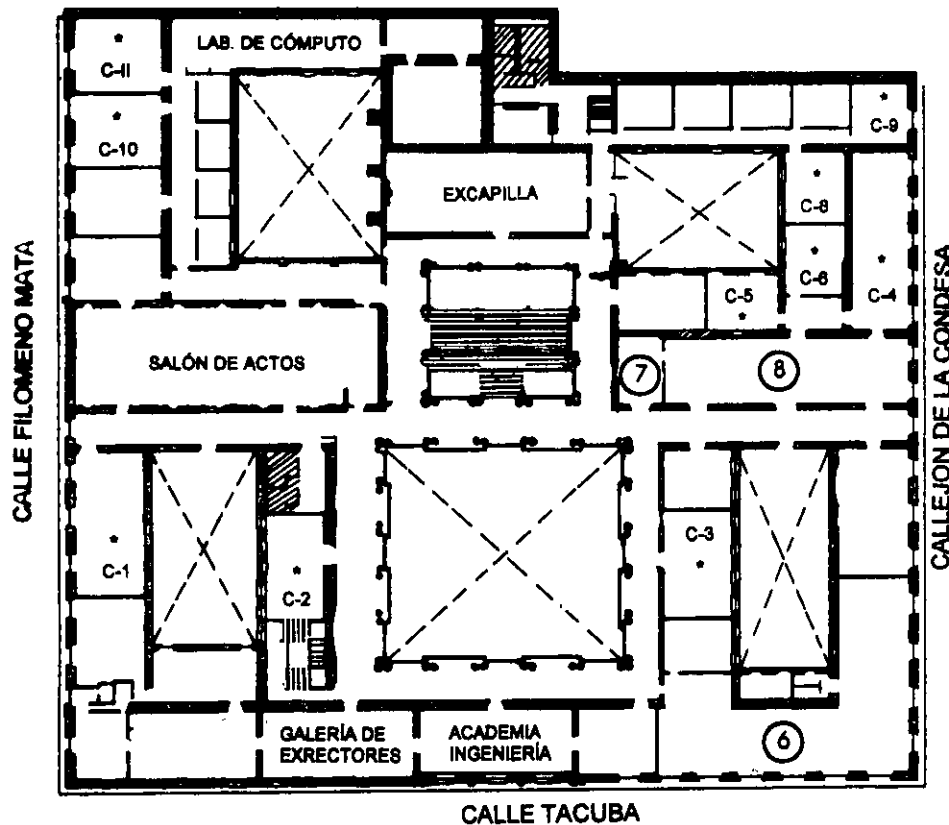 LAB. DE CÓMPUTO
C-11
C-10
C-9
EXCAPILLA
C-8
C-6
C-5
C-4
CALLE FILOMENO MATA
SALÓN DE ACTOS
7
8
CALLEJON DE LA CONDESA
C-1
C-2
C-3
GALERÍA DE
EXRECTORES
ACADEMIA
INGENIERÍA
6
CALLE TACUBA